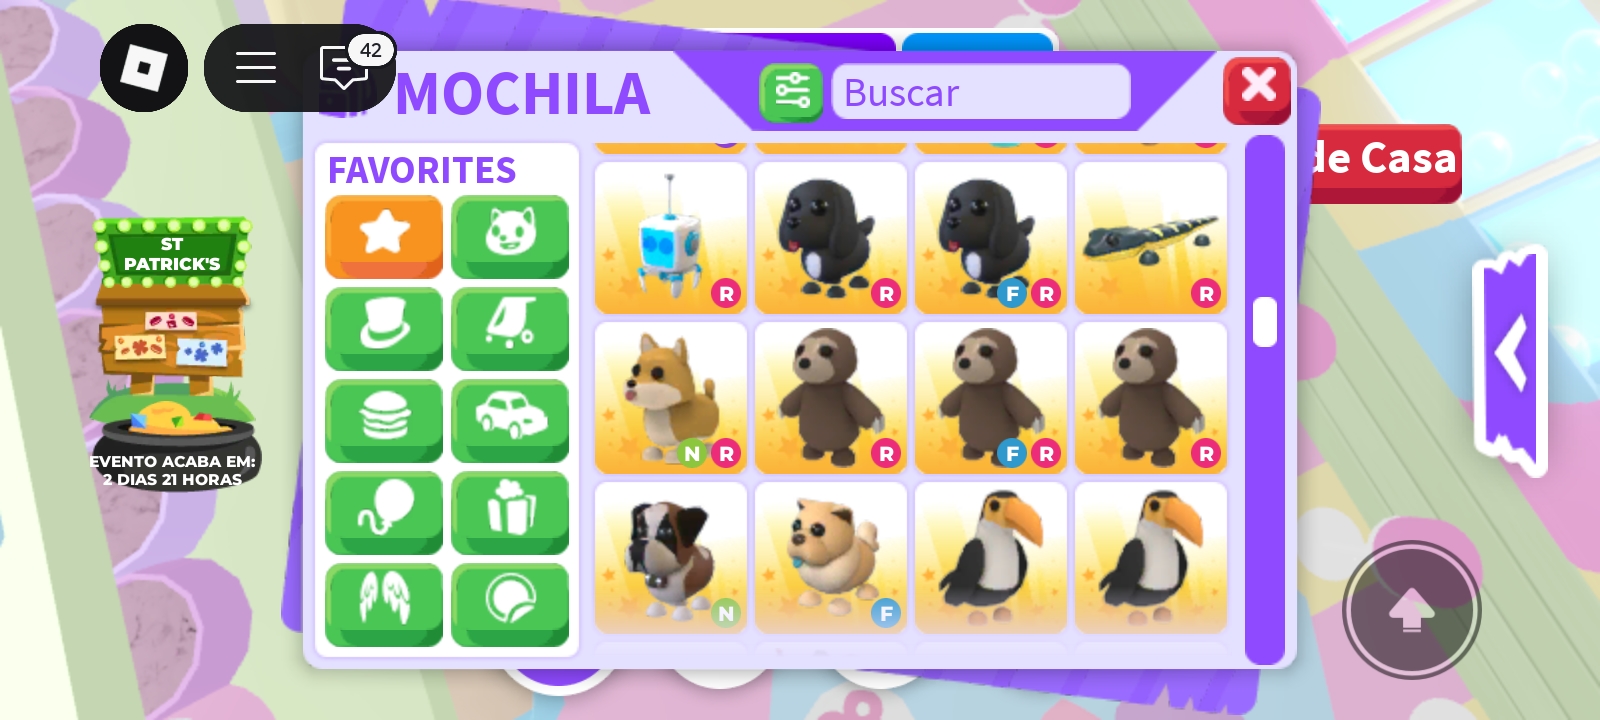 42
MOCHILA
Buscar
FAVORITES
de Casa
ST
PATRICK'S
EVENTO ACABA EM:
2 DIAS 21 HORAS
R
R
F R
R
N R
R
F R
R
N
F